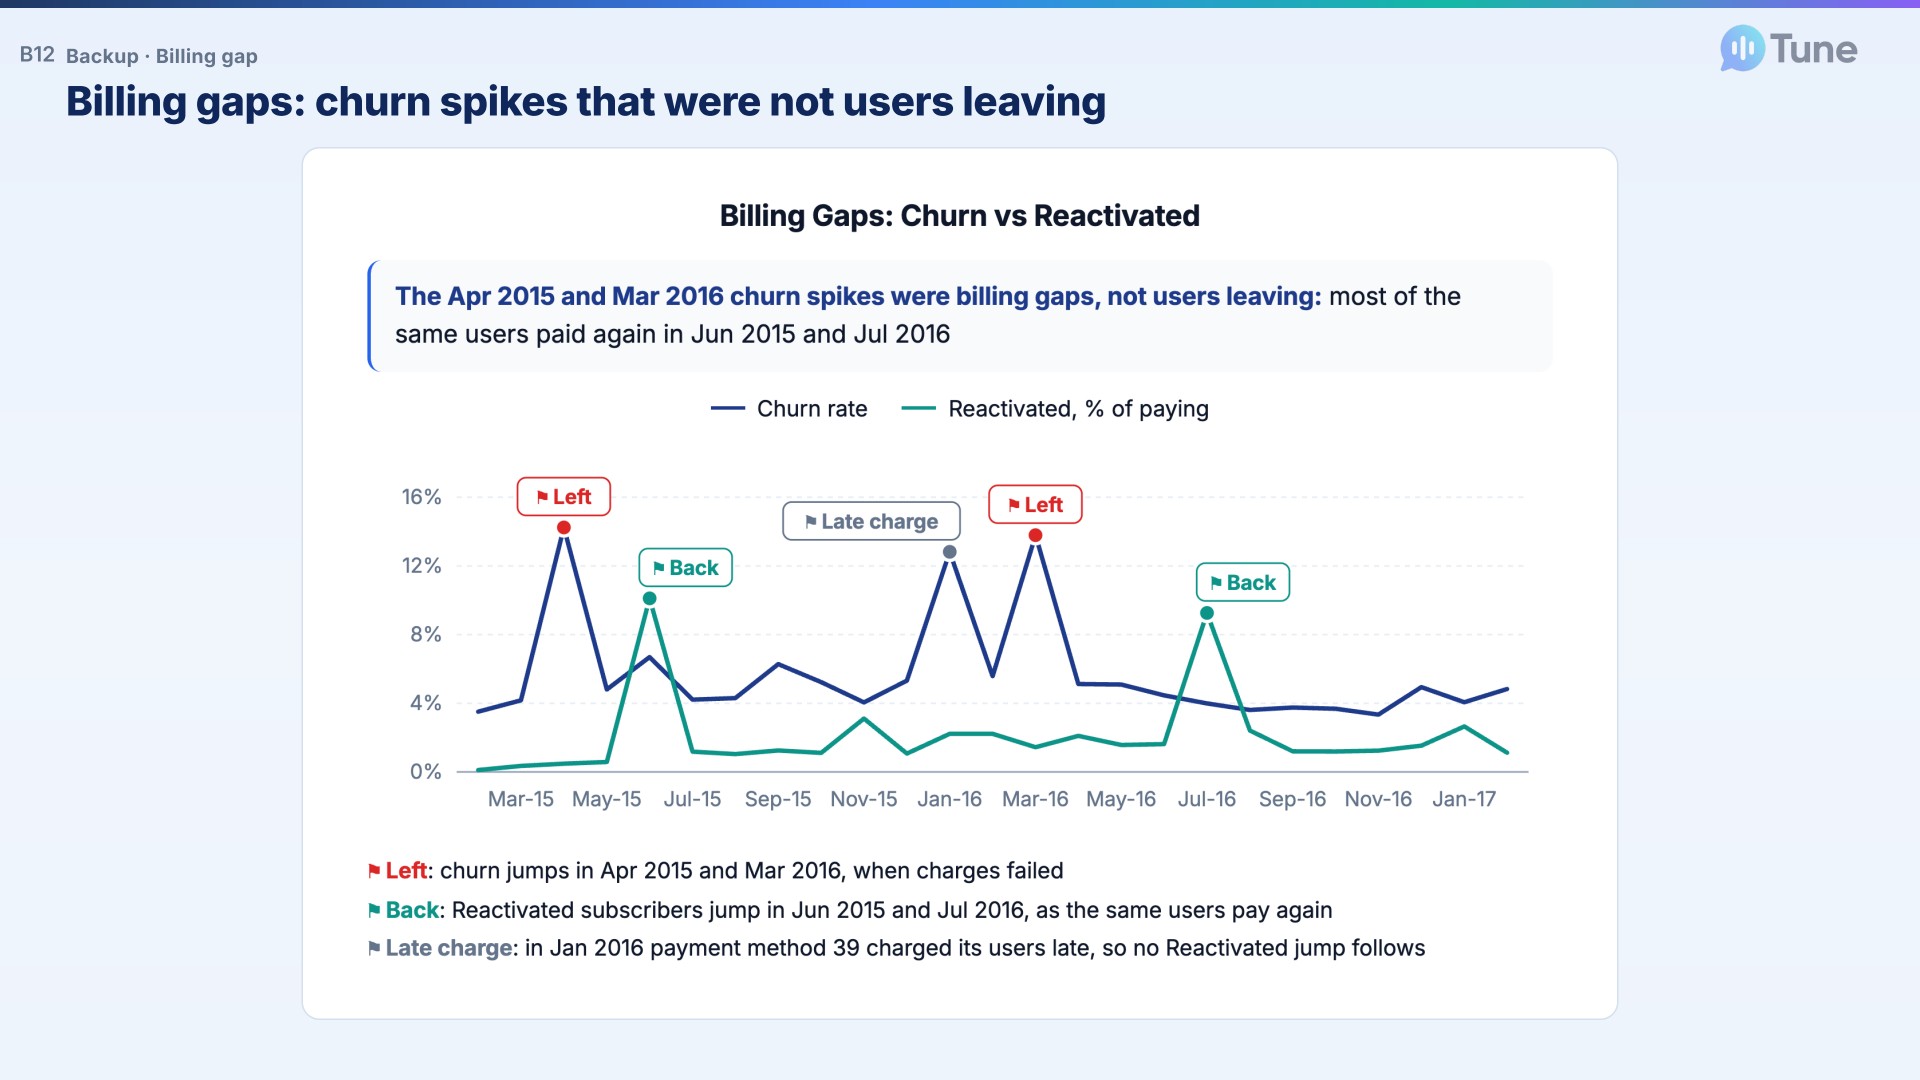 B12 Backup · Billing gap
Tune
Billing gaps: churn spikes that were not users leaving
Billing Gaps: Churn vs Reactivated
The Apr 2015 and Mar 2016 churn spikes were billing gaps, not users leaving: most of the
same users paid again in Jun 2015 and Jul 2016
Churn rate
Reactivated, % of paying
16%
12%
8%
4%
0%
Left
Back
Late charge
Left
Back
Mar-15
May-15
Jul-15
Sep-15
Nov-15
Jan-16
Mar-16
May-16
Jul-16
Sep-16
Nov-16
Jan-17
Left: churn jumps in Apr 2015 and Mar 2016, when charges failed
Back: Reactivated subscribers jump in Jun 2015 and Jul 2016, as the same users pay again
Late charge: in Jan 2016 payment method 39 charged its users late, so no Reactivated jump follows